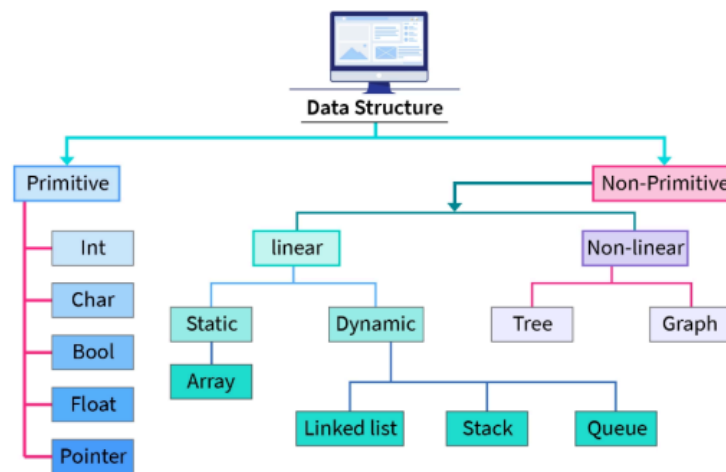 Data Structure
Primitive
Non-Primitive
Int
Char
Bool
Float
Pointer
linear
Non-linear
Static
Dynamic
Tree
Graph
Array
Linked list
Stack
Queue